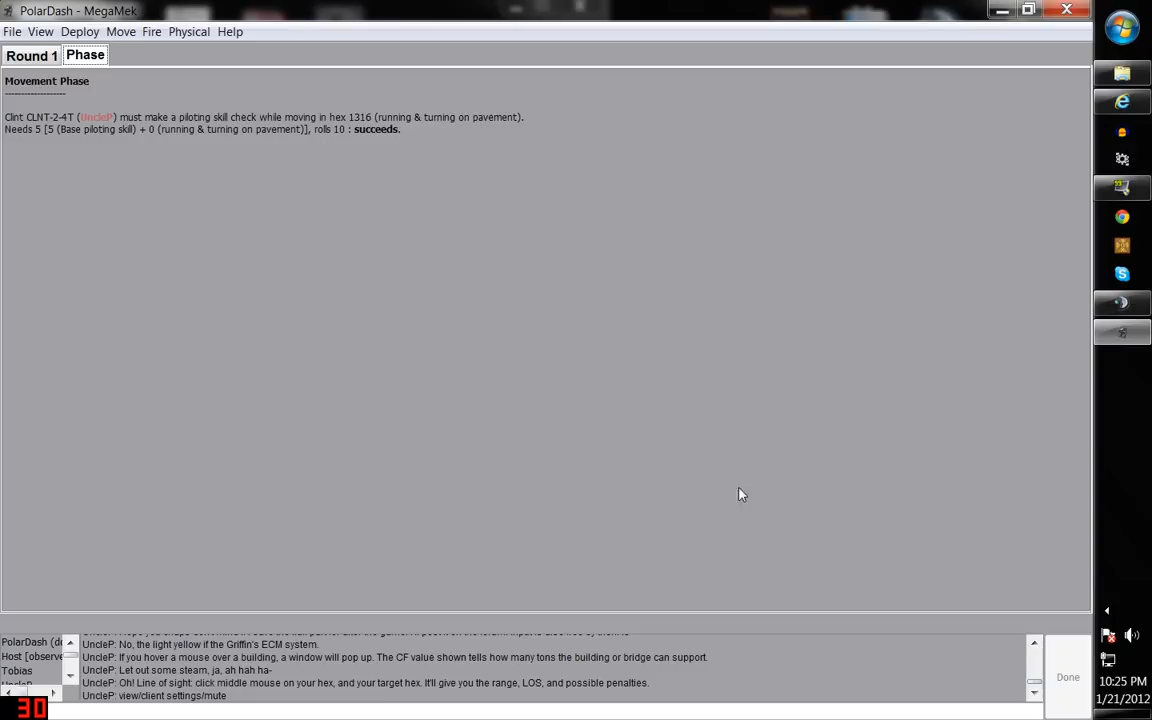 PolarDash - MegaMek
File View Deploy Move Fire Physical Help
Round 1 Phase
Movement Phase
--------------------
Clint CLNT-2-4T (UncleP) must make a piloting skill check while moving in hex 1316 (running & turning on pavement).
Needs 5 [5 (Base piloting skill) + 0 (running & turning on pavement)], rolls 10 : succeeds.
PolarDash (d
Host [observe
Tobias
UncleP: No, the light yellow if the Griffin's ECM system.
UncleP: If you hover a mouse over a building, a window will pop up. The CF value shown tells how many tons the building or bridge can support.
UncleP: Let out some steam, ja, ah hah ha-
UncleP: Oh! Line of sight: click middle mouse on your hex, and your target hex. It'll give you the range, LOS, and possible penalties.
UncleP: view/client settings/mute
Done
30
10:25 PM
1/21/2012